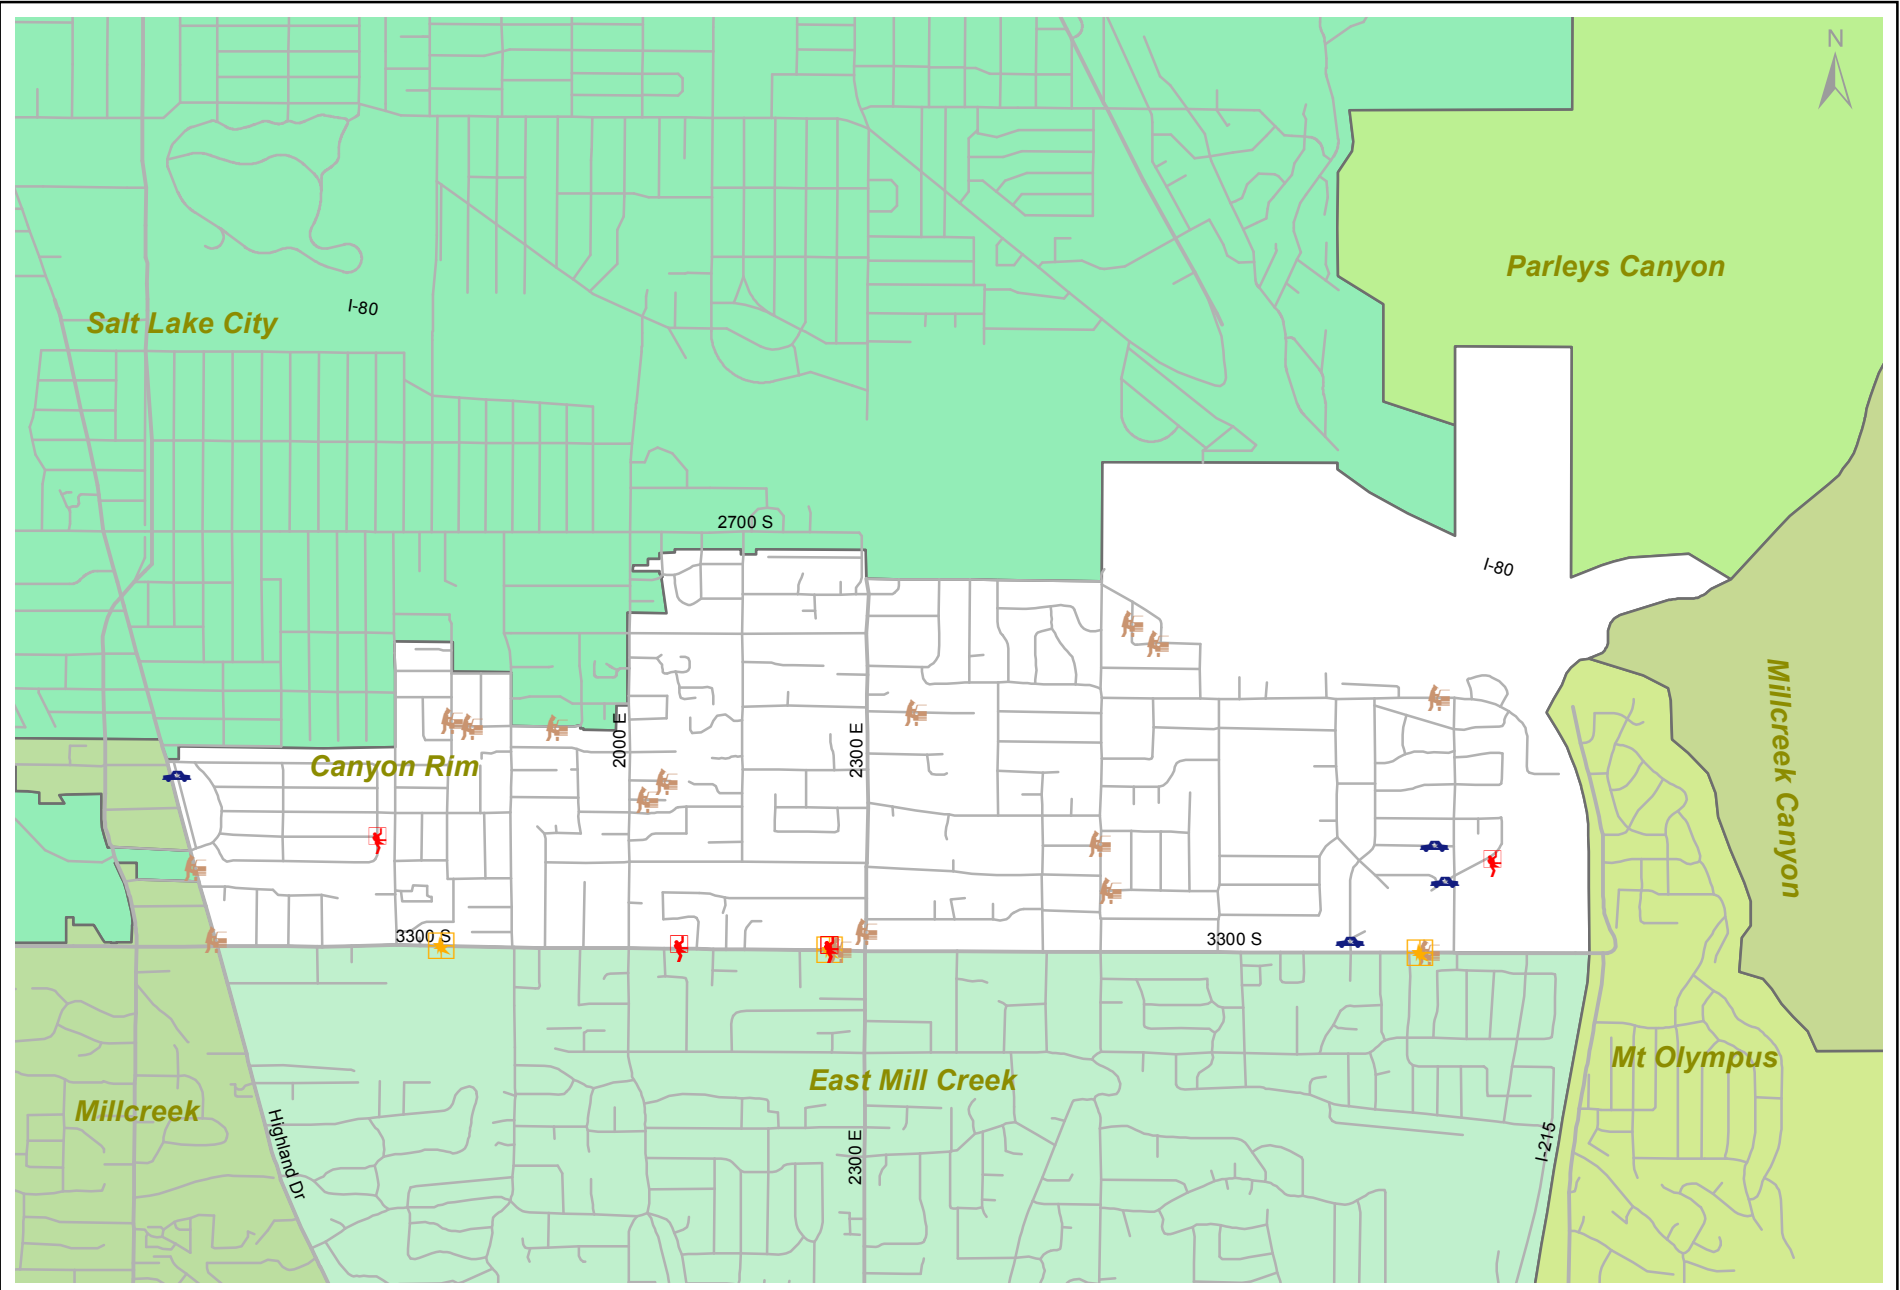 N
Parleys Canyon
I-80
Salt Lake City
2700 S
I-80
2000 E
2300 E
Canyon Rim
Millcreek Canyon
3300 S
3300 S
Mt Olympus
East Mill Creek
Millcreek
Highland Dr
2300 E
I-215